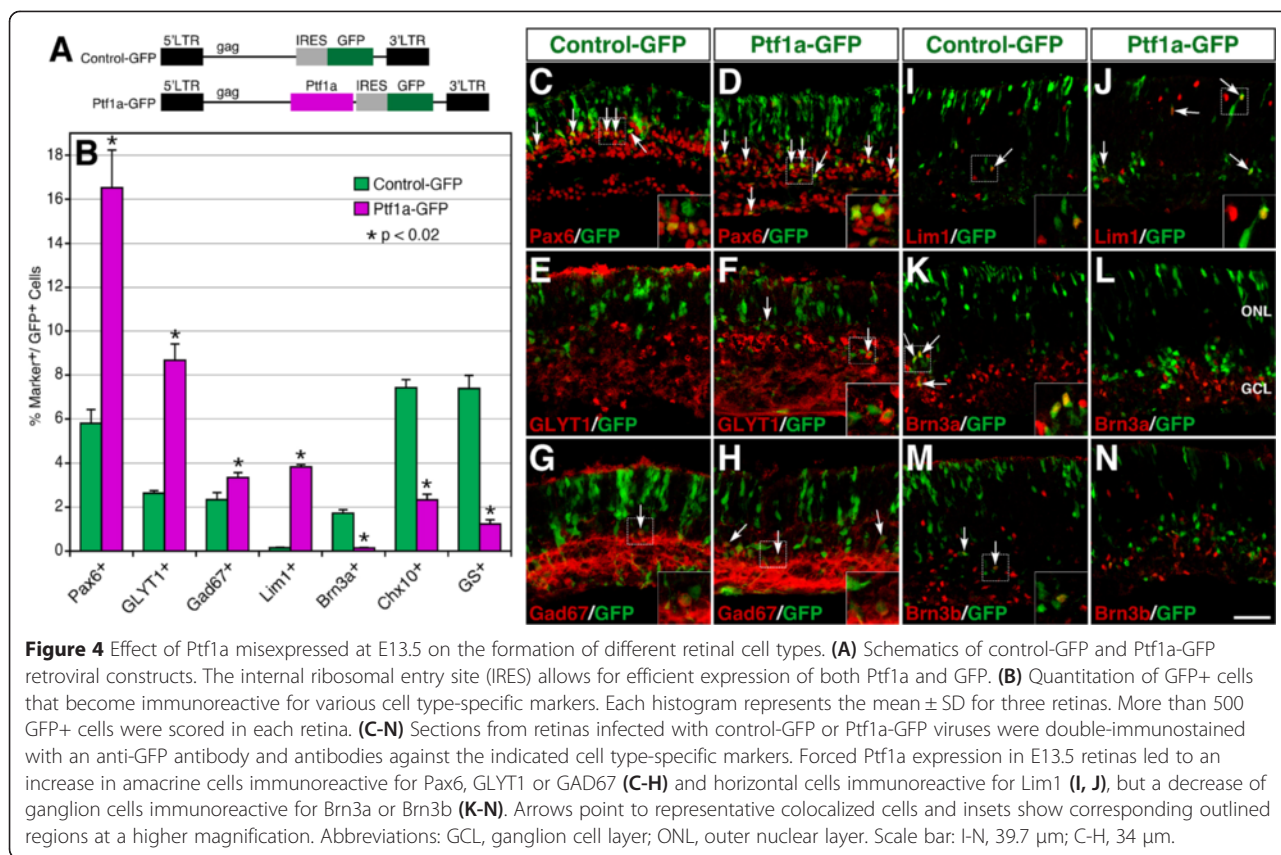 A
5'LTR gag IRES GFP 3'LTR
Control-GFP
5'LTR gag Ptf1a IRES GFP 3'LTR
Ptf1a-GFP
B
% Marker+/ GFP+ Cells
18
16
14
12
10
8
6
4
2
0
Control-GFP
Ptf1a-GFP
* p < 0.02
* * * * * * *
Pax6+ GLYT1+ Gad67+ Lim1+ Brn3a+ Chx10+ GS+
Control-GFP Ptf1a-GFP Control-GFP Ptf1a-GFP
C D I J
Pax6/GFP Pax6/GFP Lim1/GFP Lim1/GFP
E F K L
ONL
GCL
GLYT1/GFP GLYT1/GFP Brn3a/GFP Brn3a/GFP
G H M N
Gad67/GFP Gad67/GFP Brn3b/GFP Brn3b/GFP
Figure 4 Effect of Ptf1a misexpressed at E13.5 on the formation of different retinal cell types. (A) Schematics of control-GFP and Ptf1a-GFP
retroviral constructs. The internal ribosomal entry site (IRES) allows for efficient expression of both Ptf1a and GFP. (B) Quantitation of GFP+ cells
that become immunoreactive for various cell type-specific markers. Each histogram represents the mean ± SD for three retinas. More than 500
GFP+ cells were scored in each retina. (C-N) Sections from retinas infected with control-GFP or Ptf1a-GFP viruses were double-immunostained
with an anti-GFP antibody and antibodies against the indicated cell type-specific markers. Forced Ptf1a expression in E13.5 retinas led to an
increase in amacrine cells immunoreactive for Pax6, GLYT1 or GAD67 (C-H) and horizontal cells immunoreactive for Lim1 (I, J), but a decrease of
ganglion cells immunoreactive for Brn3a or Brn3b (K-N). Arrows point to representative colocalized cells and insets show corresponding outlined
regions at a higher magnification. Abbreviations: GCL, ganglion cell layer; ONL, outer nuclear layer. Scale bar: I-N, 39.7 μm; C-H, 34 μm.